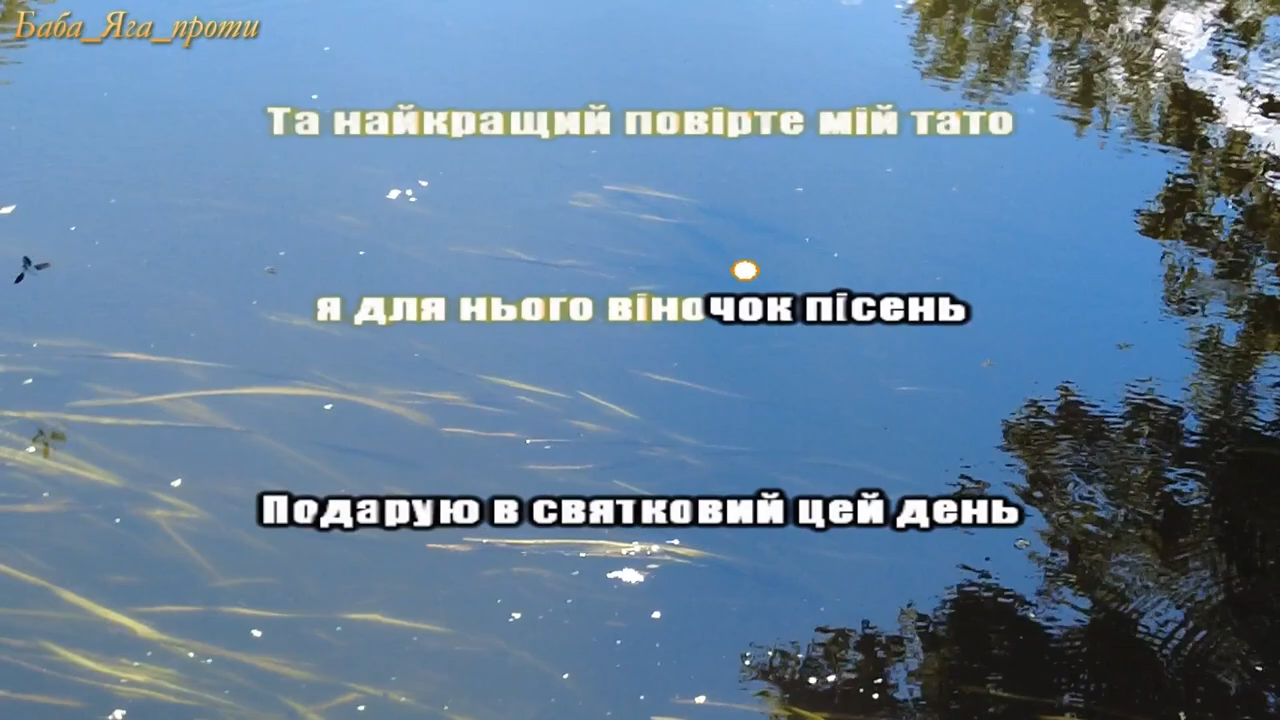 Баба_Яга_проти
Та найкращий повірте мій тато
я для нього віночок пісень
Подарую в святковий цей день